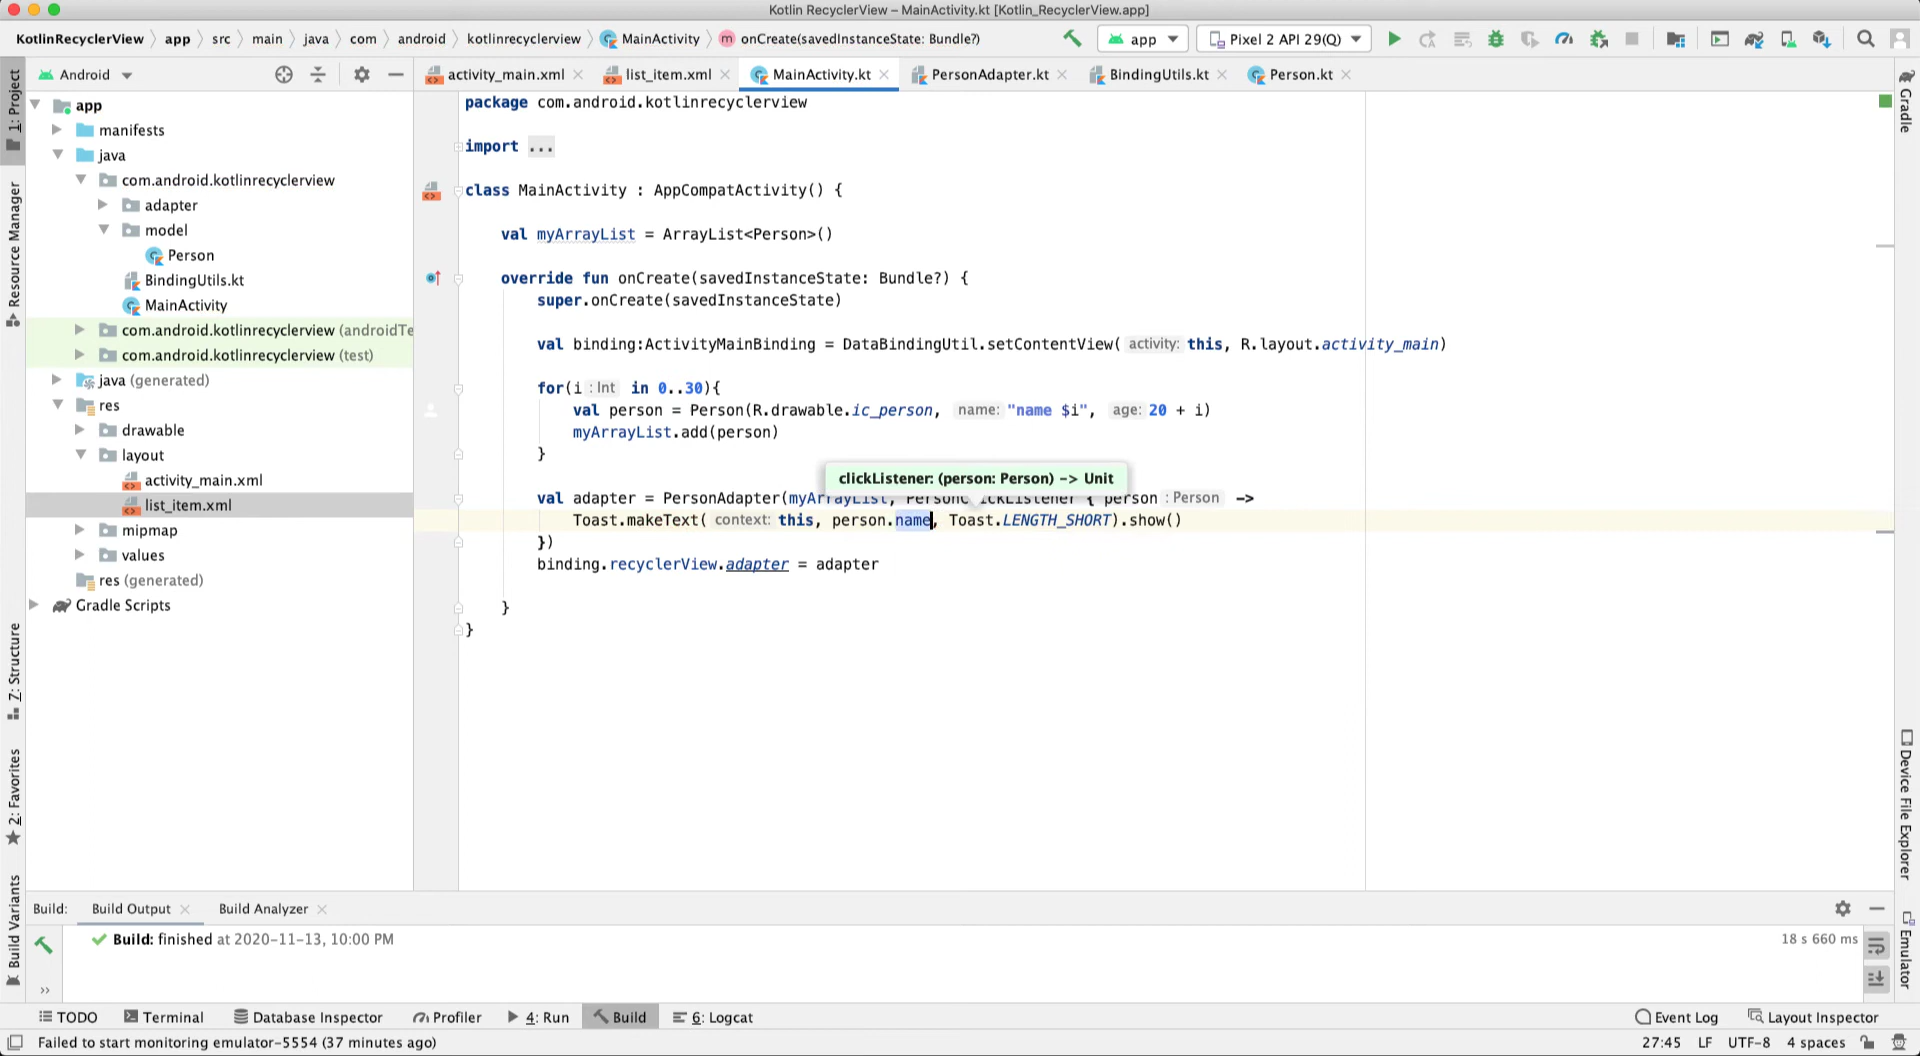 Kotlin RecyclerView – MainActivity.kt [Kotlin_RecyclerView.app]
KotlinRecyclerView app src main java com android kotlinrecyclerview MainActivity onCreate(savedInstanceState: Bundle?) app Pixel 2 API 29(Q)
Android
activity_main.xml list_item.xml MainActivity.kt PersonAdapter.kt BindingUtils.kt Person.kt
1: Project
Resource Manager
7: Structure
2: Favorites
Build Variants
app
manifests
java
com.android.kotlinrecyclerview
adapter
model
Person
BindingUtils.kt
MainActivity
com.android.kotlinrecyclerview (androidTe
com.android.kotlinrecyclerview (test)
java (generated)
res
drawable
layout
activity_main.xml
list_item.xml
mipmap
values
res (generated)
Gradle Scripts
package com.android.kotlinrecyclerview
import ...
class MainActivity : AppCompatActivity() {
val myArrayList = ArrayList<Person>()
override fun onCreate(savedInstanceState: Bundle?) {
super.onCreate(savedInstanceState)
val binding:ActivityMainBinding = DataBindingUtil.setContentView( activity: this, R.layout.activity_main)
for(i : Int in 0..30){
val person = Person(R.drawable.ic_person, name: "name $i", age: 20 + i)
myArrayList.add(person)
}
clickListener: (person: Person) -> Unit
val adapter = PersonAdapter(myArrayList, PersonClickListener { person : Person ->
Toast.makeText( context: this, person.name, Toast.LENGTH_SHORT).show()
})
binding.recyclerView.adapter = adapter
}
}
Gradle
Device File Explorer
Emulator
Build: Build Output Build Analyzer
Build: finished at 2020-11-13, 10:00 PM 18 s 660 ms
TODO Terminal Database Inspector Profiler 4: Run Build 6: Logcat Event Log Layout Inspector
Failed to start monitoring emulator-5554 (37 minutes ago) 27:45 LF UTF-8 4 spaces